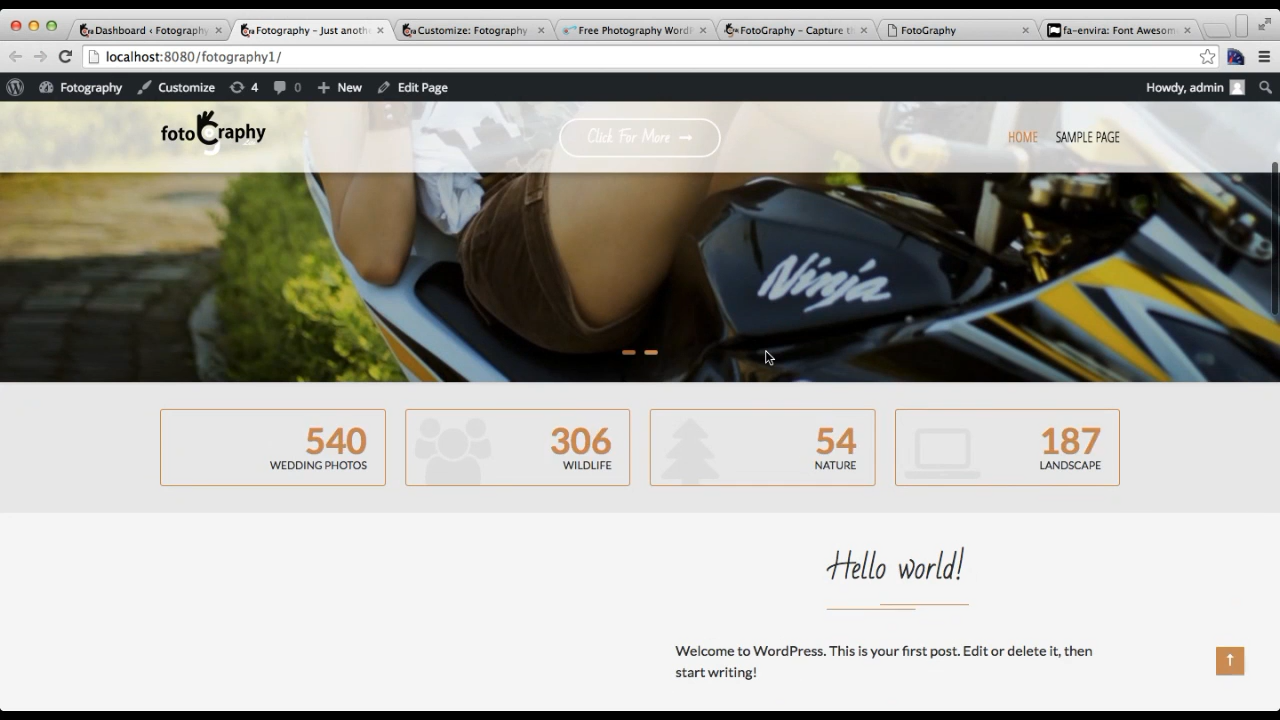 Dashboard ‹ Fotography
Fotography – Just anoth
Customize: Fotography
Free Photography Word
FotoGraphy – Capture t
FotoGraphy
fa-envira: Font Awesom
localhost:8080/fotography1/
Fotography
Customize
4
0
New
Edit Page
Howdy, admin
fotoGraphy
Click For More
HOME
SAMPLE PAGE
Ninja
540
WEDDING PHOTOS
306
WILDLIFE
54
NATURE
187
LANDSCAPE
Hello world!
Welcome to WordPress. This is your first post. Edit or delete it, then
start writing!